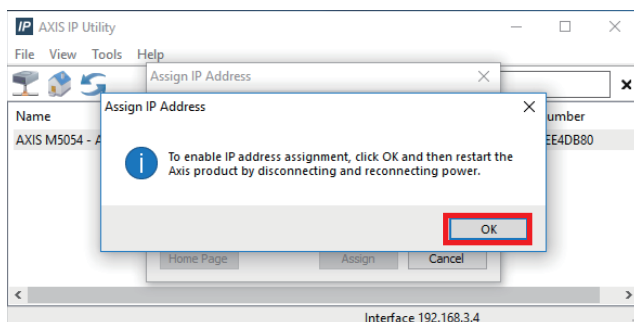 IP AXIS IP Utility
File View Tools Help
Assign IP Address
Name
umber
Assign IP Address
AXIS M5054 - A
EE4DB80
To enable IP address assignment, click OK and then restart the
Axis product by disconnecting and reconnecting power.
OK
Home Page Assign Cancel
Interface 192.168.3.4